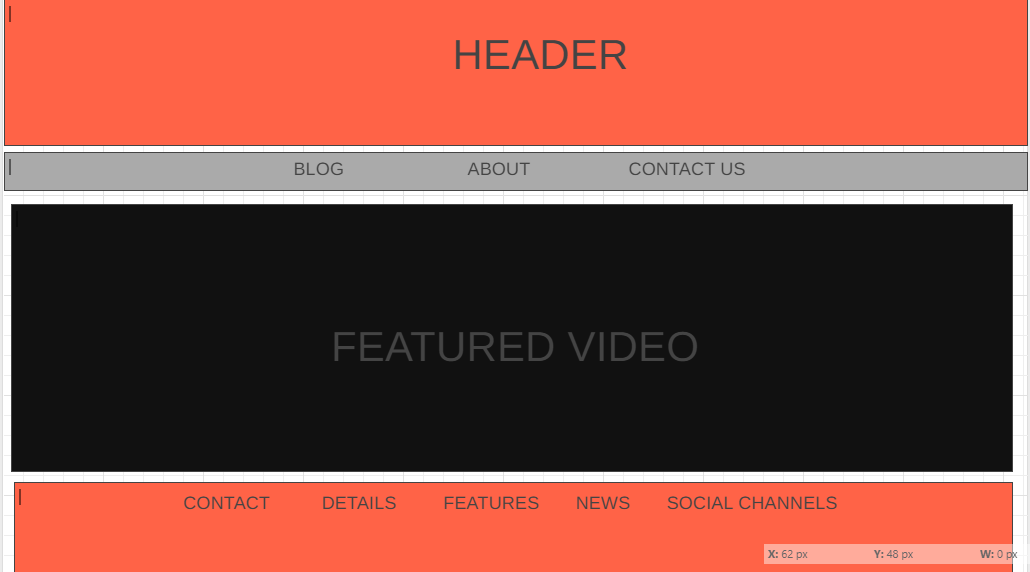 HEADER
BLOG ABOUT CONTACT US
FEATURED VIDEO
CONTACT DETAILS FEATURES NEWS SOCIAL CHANNELS
X: 62 px Y: 48 px W: 0 px